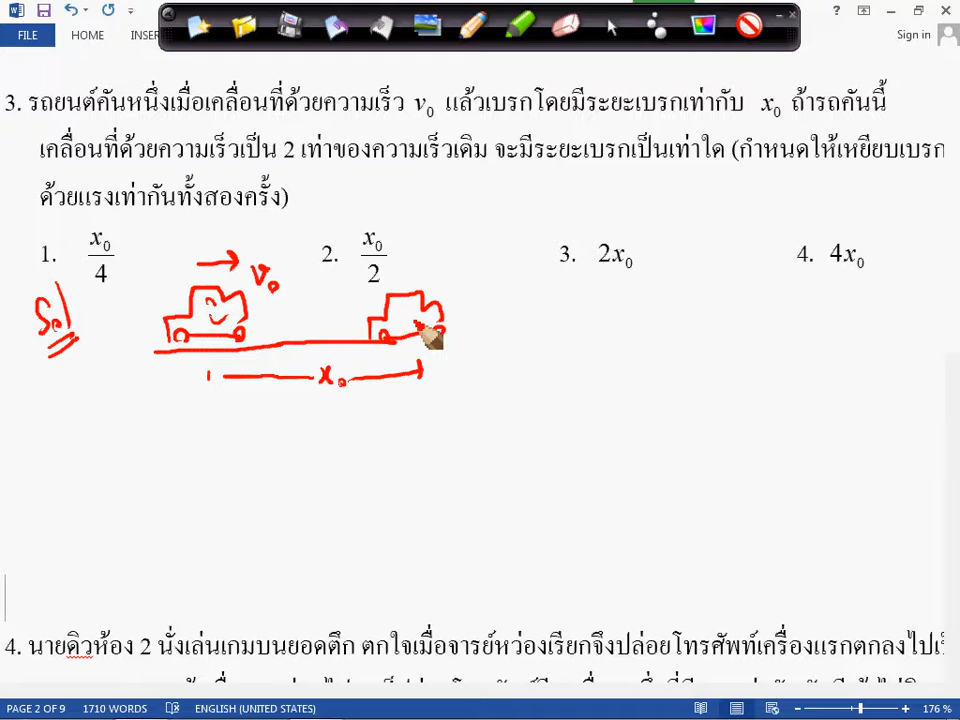 Sign in
FILE HOME INSER
3. รถยนต์คันหนึ่งเมื่อเคลื่อนที่ด้วยความเร็ว v₀ แล้วเบรกโดยมีระยะเบรกเท่ากับ x₀ ถ้ารถคันนี้
เคลื่อนที่ด้วยความเร็วเป็น 2 เท่าของความเร็วเดิม จะมีระยะเบรกเป็นเท่าใด (กำหนดให้เหยียบเบรก
ด้วยแรงเท่ากันทั้งสองครั้ง)
1. x₀/4 2. x₀/2 3. 2x₀ 4. 4x₀
v₀
Sol
x₀
4. นายดิวห้อง 2 นั่งเล่นเกมบนยอดตึก ตกใจเมื่อจารย์หว่องเรียกจึงปล่อยโทรศัพท์เครื่องแรกตกลงไป
PAGE 2 OF 9 1710 WORDS ENGLISH (UNITED STATES) 176 %